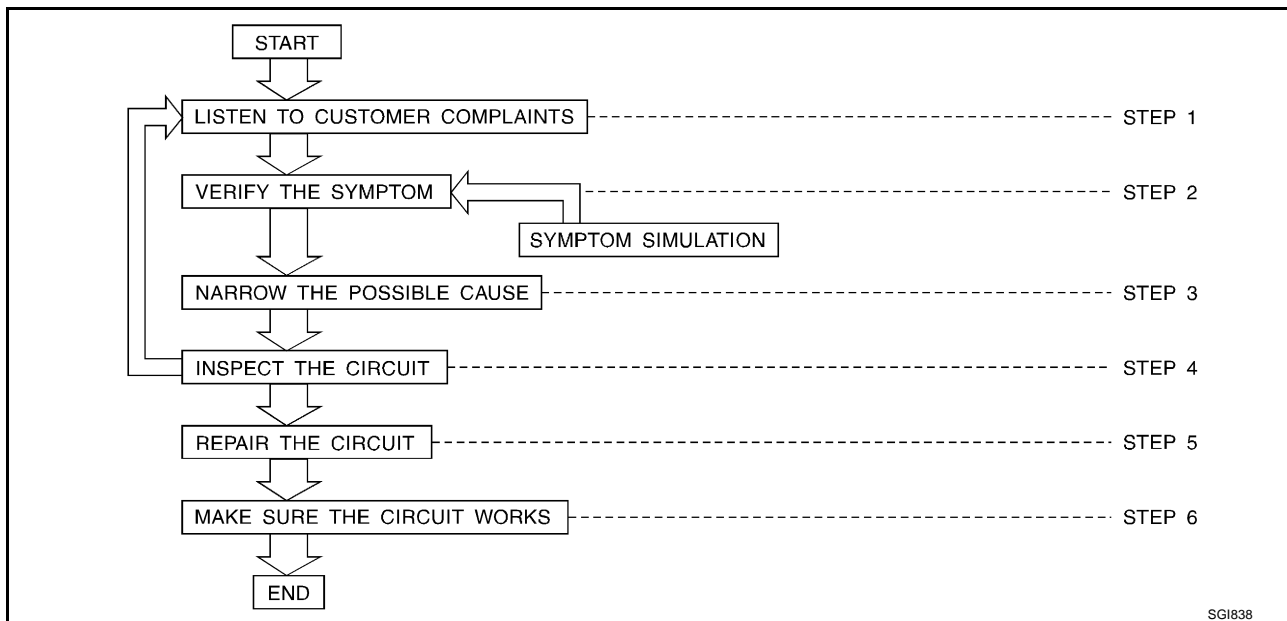 START
LISTEN TO CUSTOMER COMPLAINTS STEP 1
VERIFY THE SYMPTOM STEP 2
SYMPTOM SIMULATION
NARROW THE POSSIBLE CAUSE STEP 3
INSPECT THE CIRCUIT STEP 4
REPAIR THE CIRCUIT STEP 5
MAKE SURE THE CIRCUIT WORKS STEP 6
END
SGI838